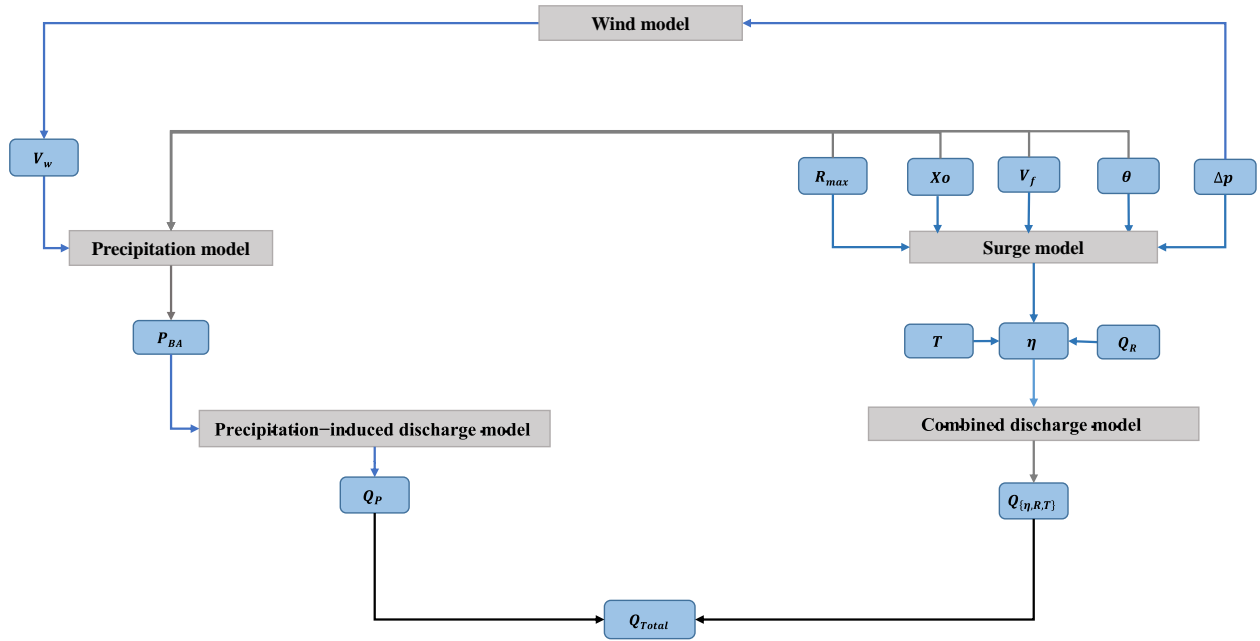 Wind model
V_w
R_max
Xo
V_f
θ
Δp
Precipitation model
Surge model
P_BA
T
η
Q_R
Precipitation−induced discharge model
Combined discharge model
Q_P
Q_{η,R,T}
Q_Total